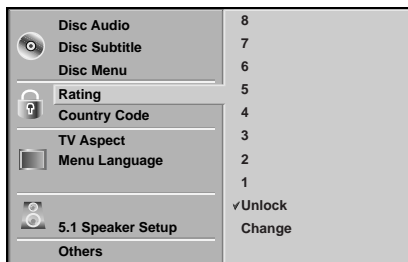 Disc Audio
Disc Subtitle
Disc Menu
Rating
Country Code
TV Aspect
Menu Language
5.1 Speaker Setup
Others
8
7
6
5
4
3
2
1
✓Unlock
Change